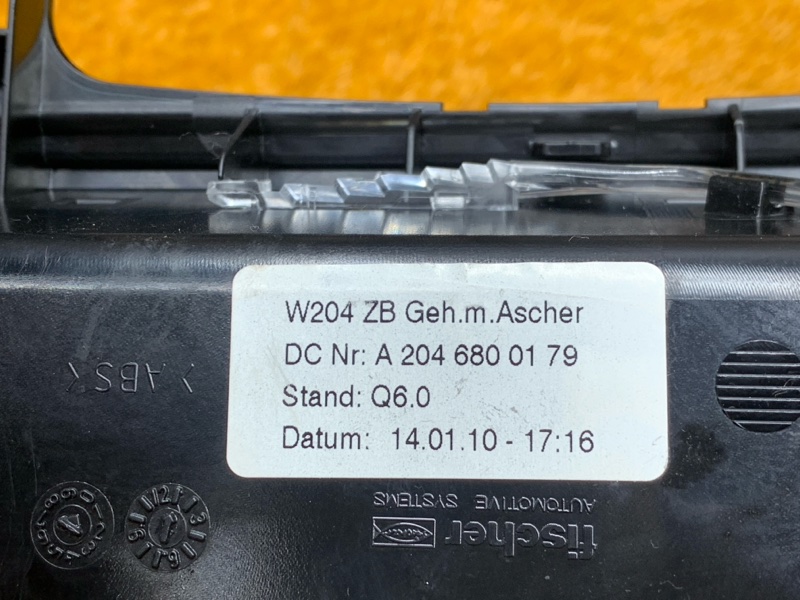 W204 ZB Geh.m.Ascher
DC Nr: A 204 680 01 79
Stand: Q6.0
Datum: 14.01.10 - 17:16
>ABS<
fischer
AUTOMOTIVE SYSTEMS